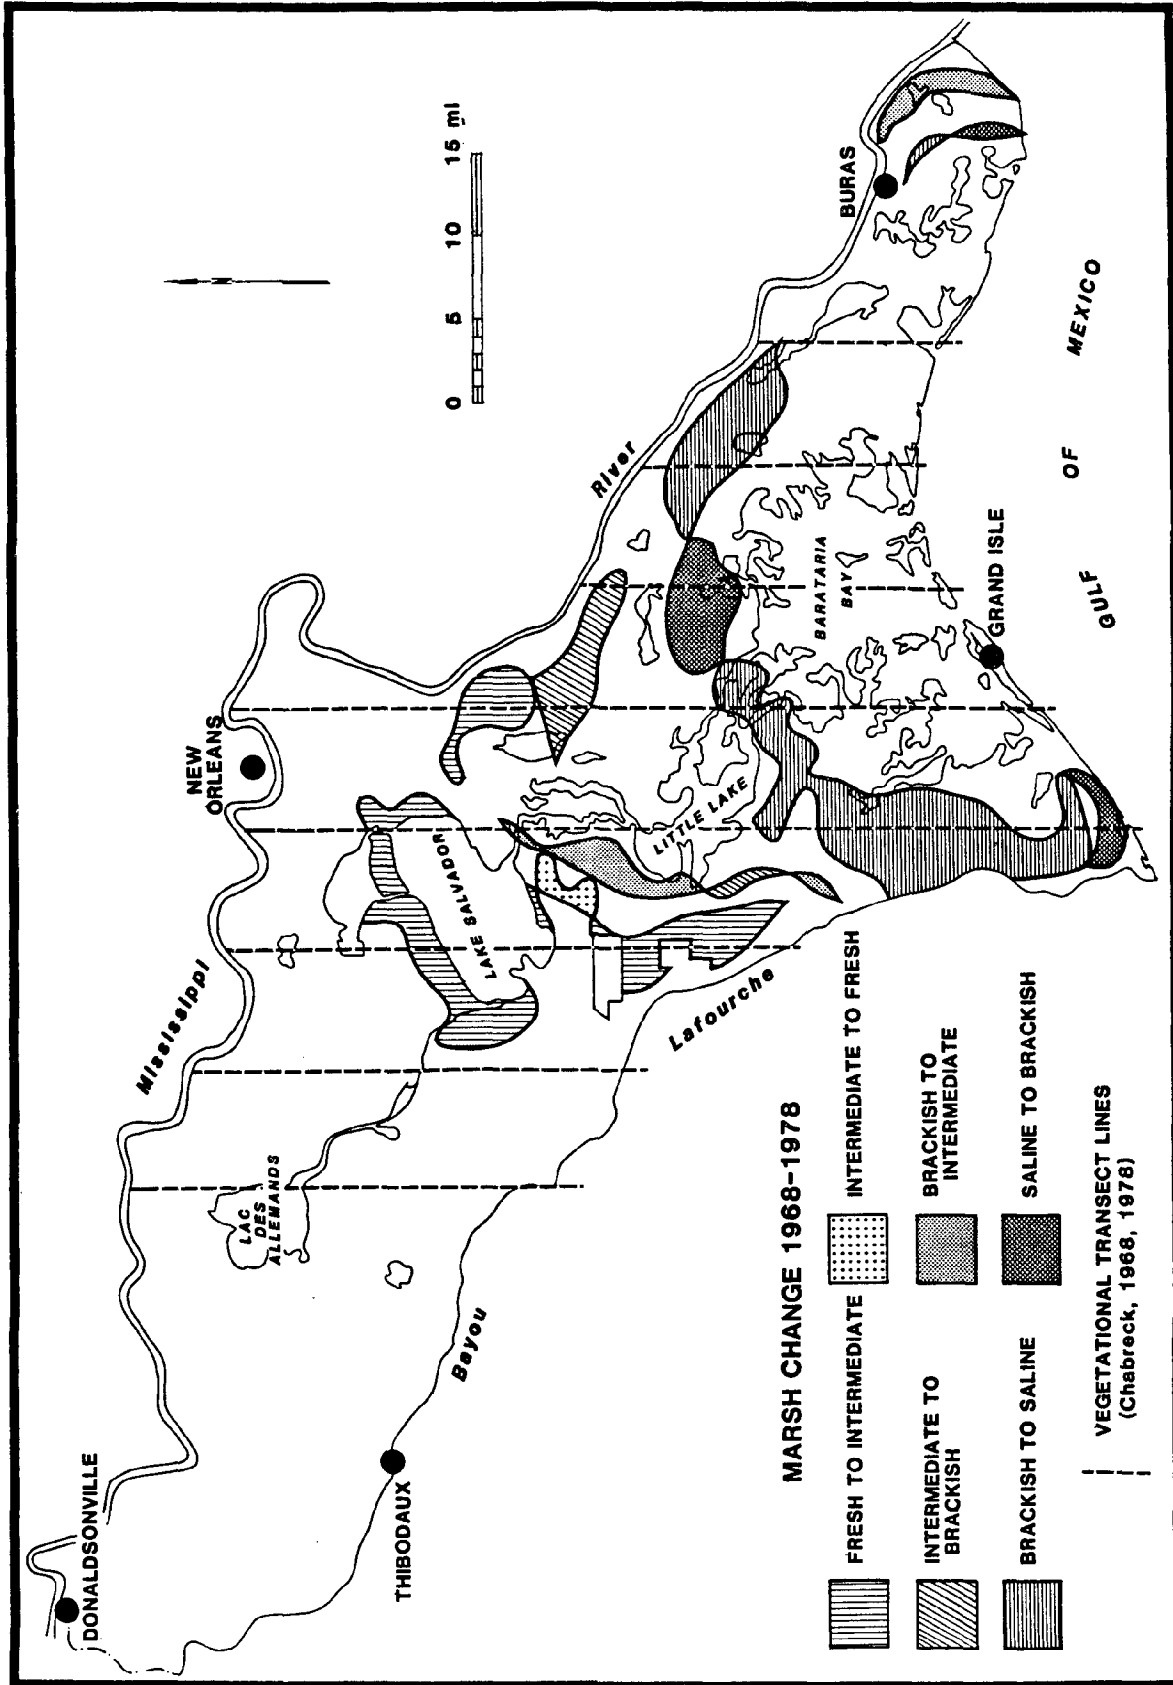 DONALDSONVILLE
THIBODAUX
LAC
DES
ALLEMANDS
Mississippi
River
NEW
ORLEANS
LAKE SALVADOR
LITTLE LAKE
Bayou
Lafourche
BARATARIA
BAY
GRAND ISLE
BURAS
GULF
OF
MEXICO
N
0 5 10 15 mi
MARSH CHANGE 1968-1978
FRESH TO INTERMEDIATE
INTERMEDIATE TO FRESH
INTERMEDIATE TO
BRACKISH
BRACKISH TO
INTERMEDIATE
BRACKISH TO SALINE
SALINE TO BRACKISH
VEGETATIONAL TRANSECT LINES
(Chabreck, 1968, 1978)